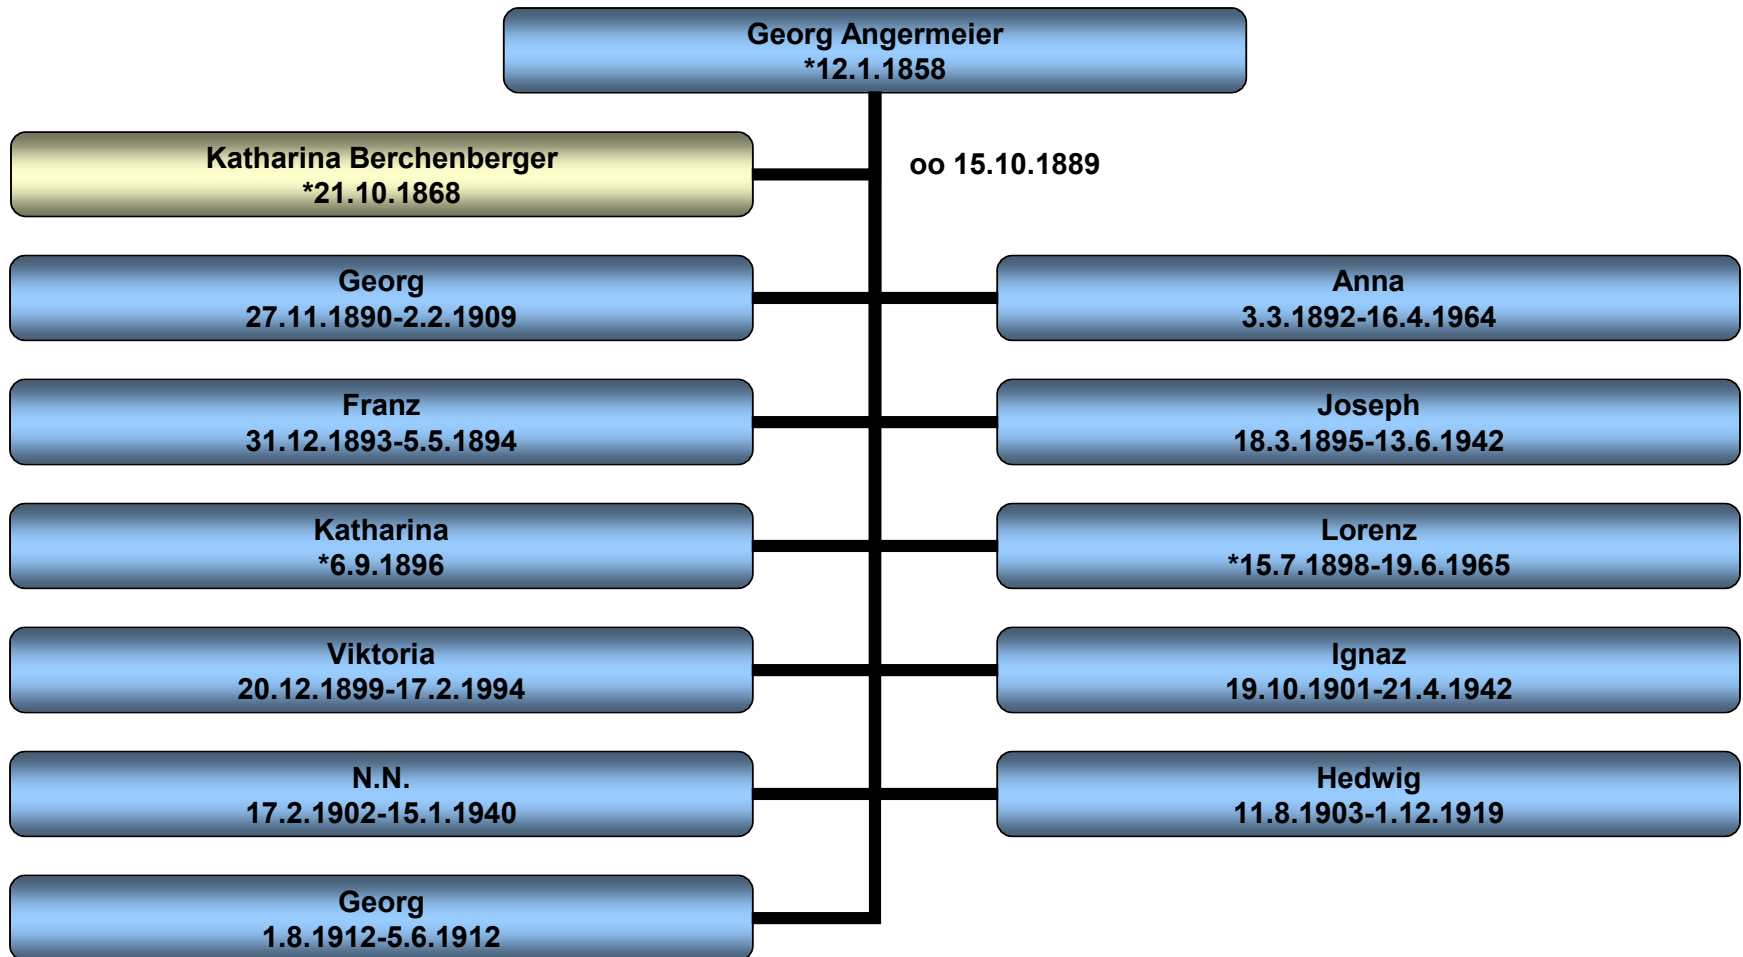 Georg Angermeier
*12.1.1858
Katharina Berchenberger
*21.10.1868
oo 15.10.1889
Georg
27.11.1890-2.2.1909
Anna
3.3.1892-16.4.1964
Franz
31.12.1893-5.5.1894
Joseph
18.3.1895-13.6.1942
Katharina
*6.9.1896
Lorenz
*15.7.1898-19.6.1965
Viktoria
20.12.1899-17.2.1994
Ignaz
19.10.1901-21.4.1942
N.N.
17.2.1902-15.1.1940
Hedwig
11.8.1903-1.12.1919
Georg
1.8.1912-5.6.1912